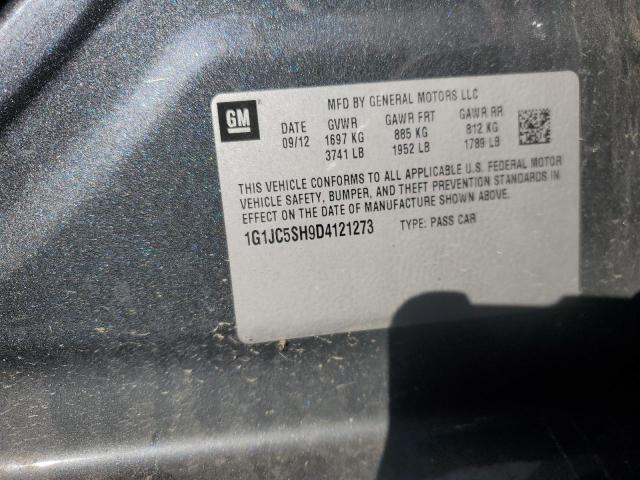 GM
MFD BY GENERAL MOTORS LLC
DATE GVWR GAWR FRT GAWR RR
09/12 1697 KG 885 KG 812 KG
3741 LB 1952 LB 1789 LB
THIS VEHICLE CONFORMS TO ALL APPLICABLE U.S. FEDERAL MOTOR
VEHICLE SAFETY, BUMPER, AND THEFT PREVENTION STANDARDS IN
EFFECT ON THE DATE OF MANUFACTURE SHOWN ABOVE.
1G1JC5SH9D4121273 TYPE: PASS CAR